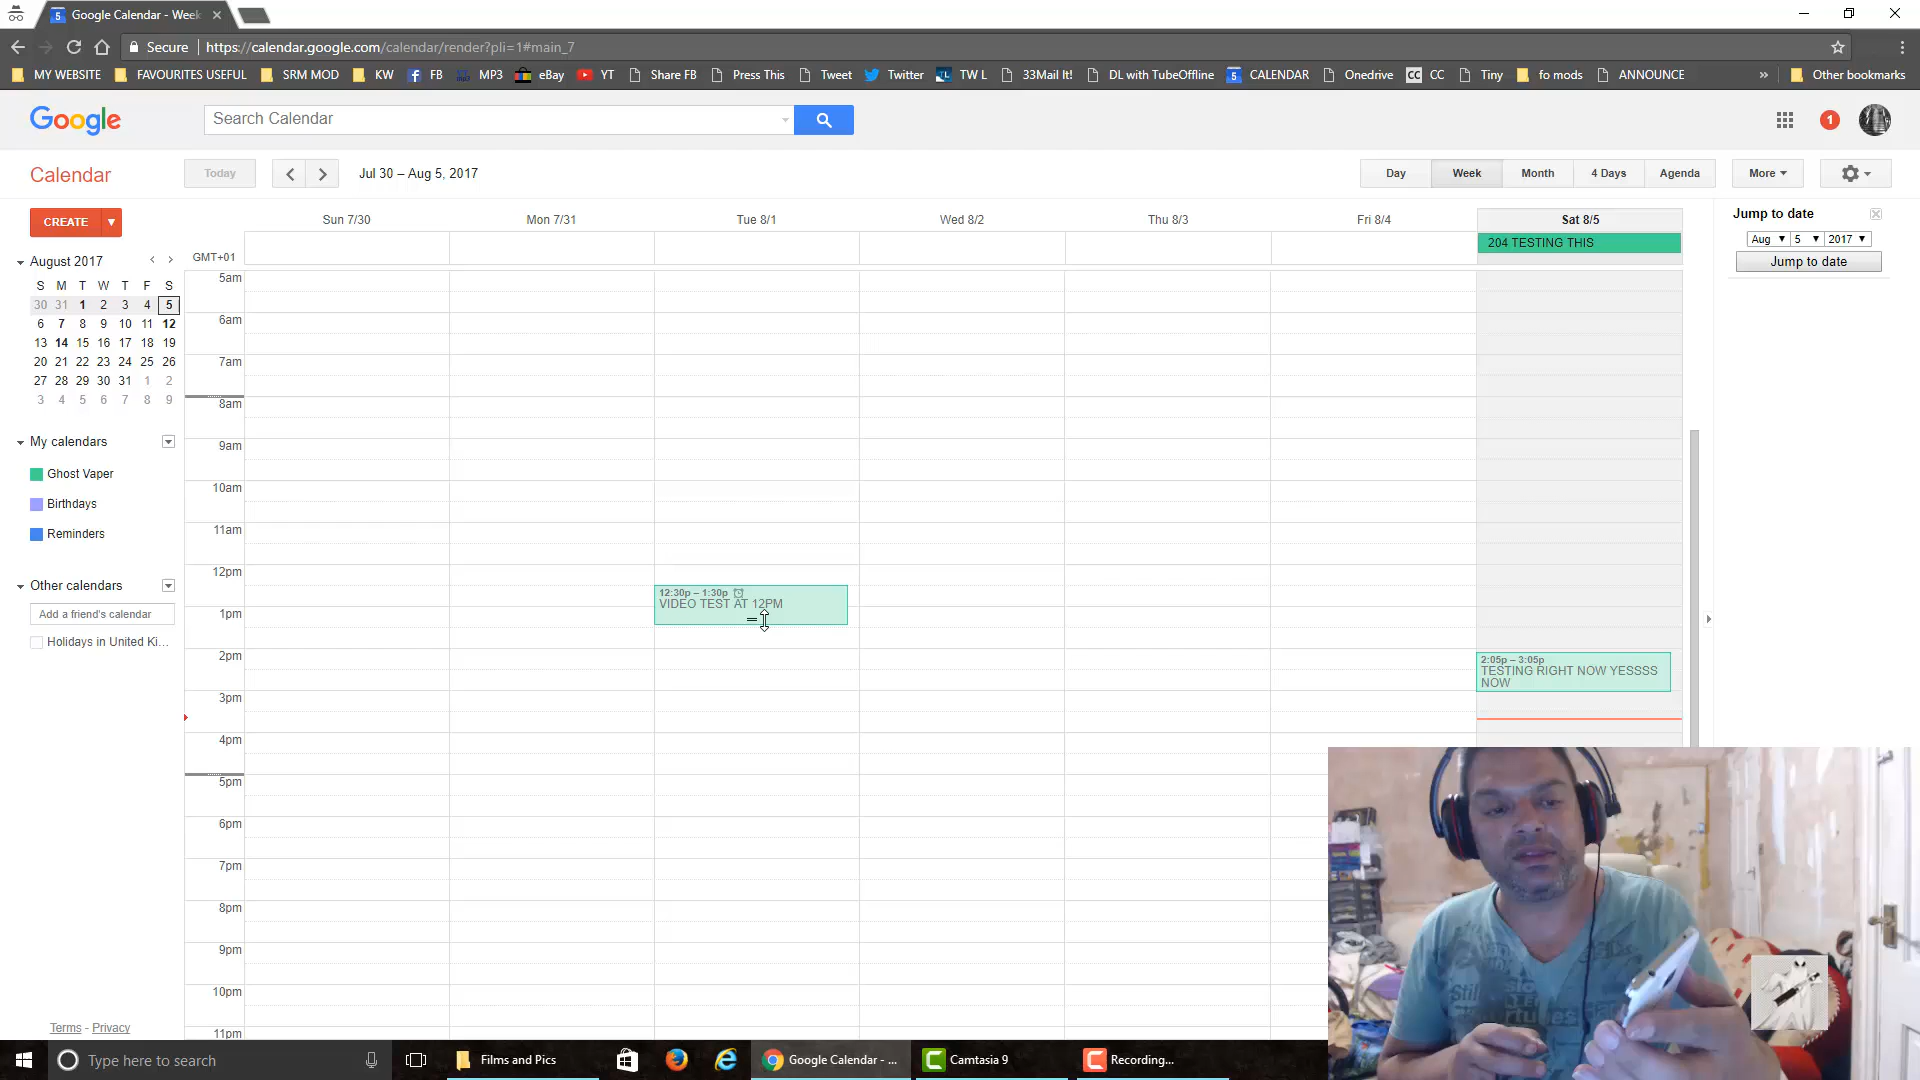 Google Calendar - Week
Secure https://calendar.google.com/calendar/render?pli=1#main_7
MY WEBSITE FAVOURITES USEFUL SRM MOD KW FB MP3 eBay YT Share FB Press This Tweet Twitter TW L 33Mail It! DL with TubeOffline CALENDAR Onedrive CC CC Tiny fo mods ANNOUNCE » Other bookmarks
Google Search Calendar 1
Calendar Today Jul 30 – Aug 5, 2017 Day Week Month 4 Days Agenda More
CREATE
Sun 7/30 Mon 7/31 Tue 8/1 Wed 8/2 Thu 8/3 Fri 8/4 Sat 8/5
GMT+01 204 TESTING THIS
Jump to date
Aug 5 2017
Jump to date
August 2017
S M T W T F S
30 31 1 2 3 4 5
6 7 8 9 10 11 12
13 14 15 16 17 18 19
20 21 22 23 24 25 26
27 28 29 30 31 1 2
3 4 5 6 7 8 9
My calendars
Ghost Vaper
Birthdays
Reminders
Other calendars
Add a friend's calendar
Holidays in United Ki...
Terms - Privacy
5am
6am
7am
8am
9am
10am
11am
12pm
1pm
2pm
3pm
4pm
5pm
6pm
7pm
8pm
9pm
10pm
11pm
12:30p – 1:30p
VIDEO TEST AT 12PM
2:05p – 3:05p
TESTING RIGHT NOW YESSSS
NOW
Type here to search Films and Pics Google Calendar - ... Camtasia 9 Recording...